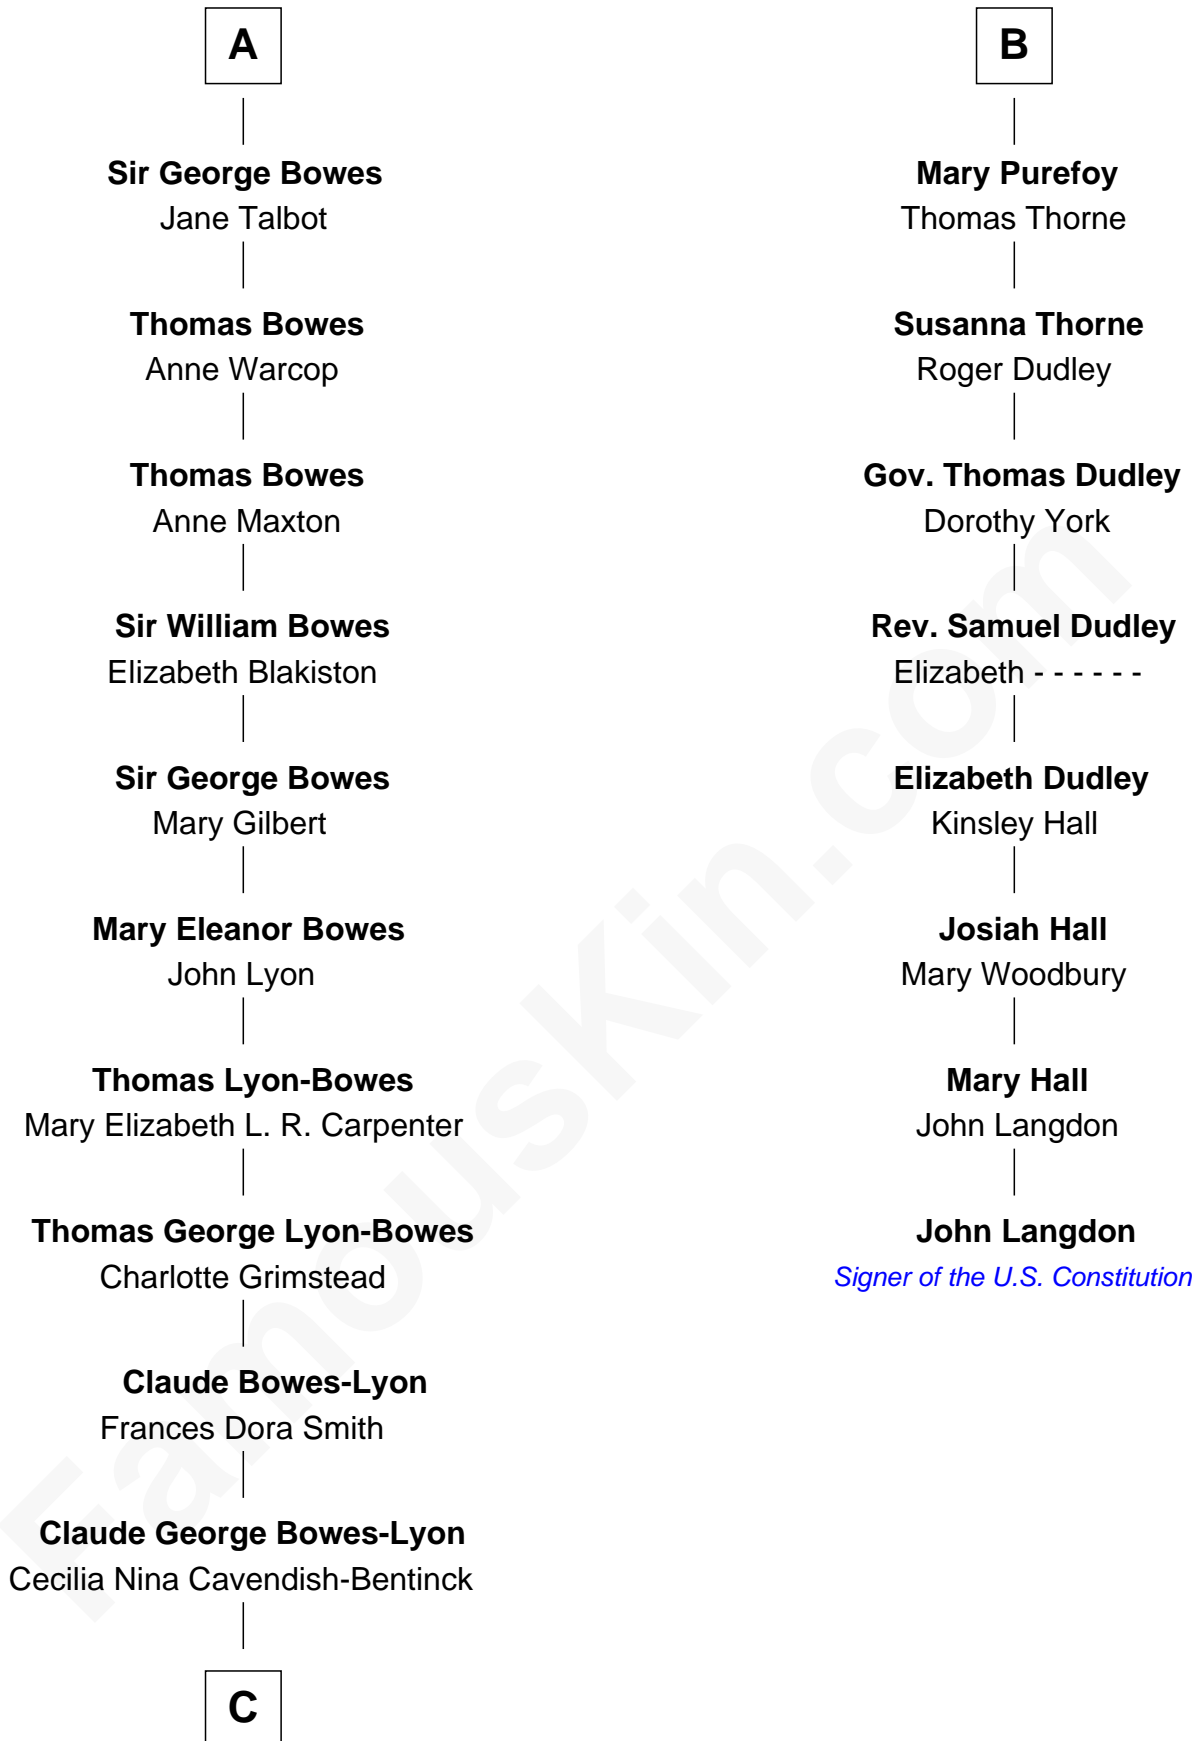 A
Sir George Bowes
Jane Talbot
Thomas Bowes
Anne Warcop
Thomas Bowes
Anne Maxton
Sir William Bowes
Elizabeth Blakiston
Sir George Bowes
Mary Gilbert
Mary Eleanor Bowes
John Lyon
Thomas Lyon-Bowes
Mary Elizabeth L. R. Carpenter
Thomas George Lyon-Bowes
Charlotte Grimstead
Claude Bowes-Lyon
Frances Dora Smith
Claude George Bowes-Lyon
Cecilia Nina Cavendish-Bentinck
C
B
Mary Purefoy
Thomas Thorne
Susanna Thorne
Roger Dudley
Gov. Thomas Dudley
Dorothy York
Rev. Samuel Dudley
Elizabeth - - - - - -
Elizabeth Dudley
Kinsley Hall
Josiah Hall
Mary Woodbury
Mary Hall
John Langdon
John Langdon
Signer of the U.S. Constitution
FamousKin.com